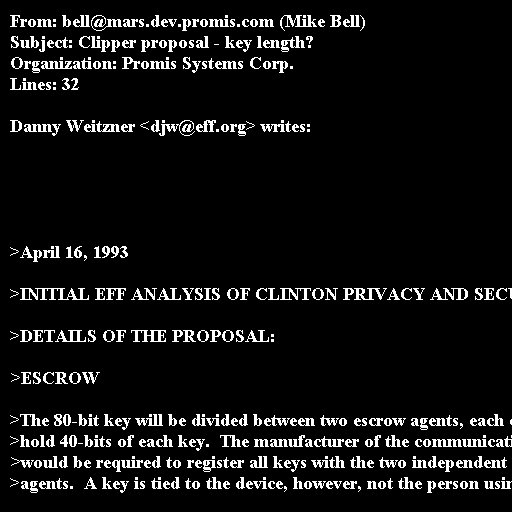 From: bell@mars.dev.promis.com (Mike Bell)
Subject: Clipper proposal - key length?
Organization: Promis Systems Corp.
Lines: 32
Danny Weitzner <djw@eff.org> writes:
>April 16, 1993
>INITIAL EFF ANALYSIS OF CLINTON PRIVACY AND
>DETAILS OF THE PROPOSAL:
>ESCROW
>The 80-bit key will be divided between two escrow agents, each
>hold 40-bits of each key.  The manufacturer of the
>would be required to register all keys with the two independent
>agents.  A key is tied to the device, however, not the person